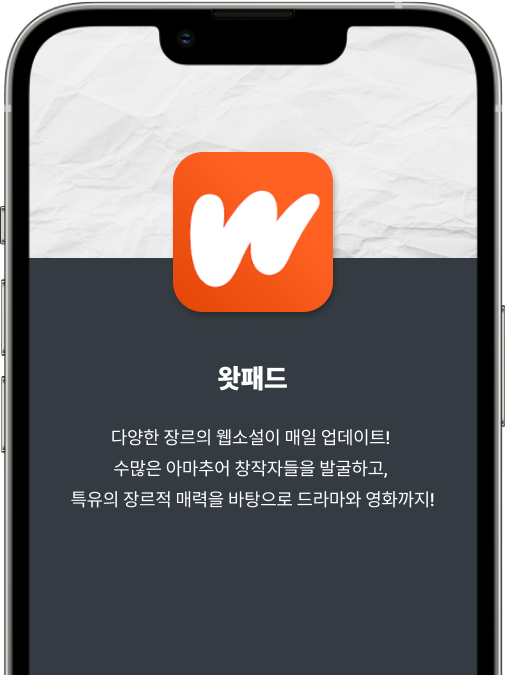 왓패드
다양한 장르의 웹소설이 매일 업데이트!
수많은 아마추어 창작자들을 발굴하고,
특유의 장르적 매력을 바탕으로 드라마와 영화까지!